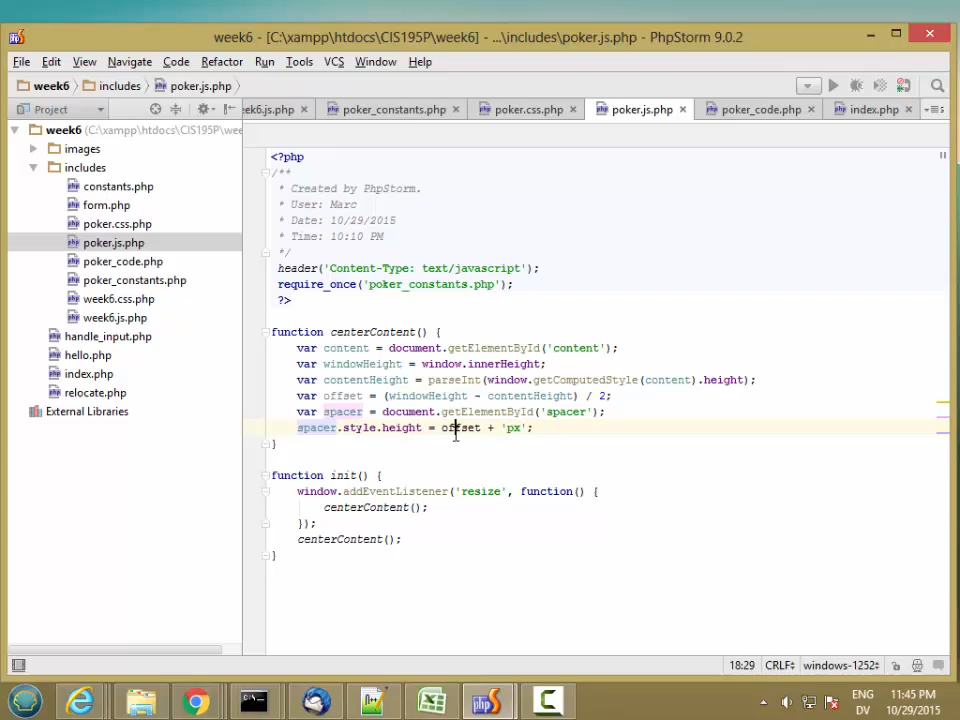 week6 - [C:\xampp\htdocs\CIS195P\week6] - ...\includes\poker.js.php - PhpStorm 9.0.2
File Edit View Navigate Code Refactor Run Tools VCS Window Help
week6 includes poker.js.php
Project eek6.js.php poker_constants.php poker.css.php poker.js.php poker_code.php index.php
week6 (C:\xampp\htdocs\CIS195P\wee
images
includes
constants.php
form.php
poker.css.php
poker.js.php
poker_code.php
poker_constants.php
week6.css.php
week6.js.php
handle_input.php
hello.php
index.php
relocate.php
External Libraries
<?php
/**
* Created by PhpStorm.
* User: Marc
* Date: 10/29/2015
* Time: 10:10 PM
*/
header('Content-Type: text/javascript');
require_once('poker_constants.php');
?>
function centerContent() {
var content = document.getElementById('content');
var windowHeight = window.innerHeight;
var contentHeight = parseInt(window.getComputedStyle(content).height);
var offset = (windowHeight - contentHeight) / 2;
var spacer = document.getElementById('spacer');
spacer.style.height = offset + 'px';
}
function init() {
window.addEventListener('resize', function() {
centerContent();
});
centerContent();
}
18:29 CRLF windows-1252
ENG 11:45 PM
DV 10/29/2015